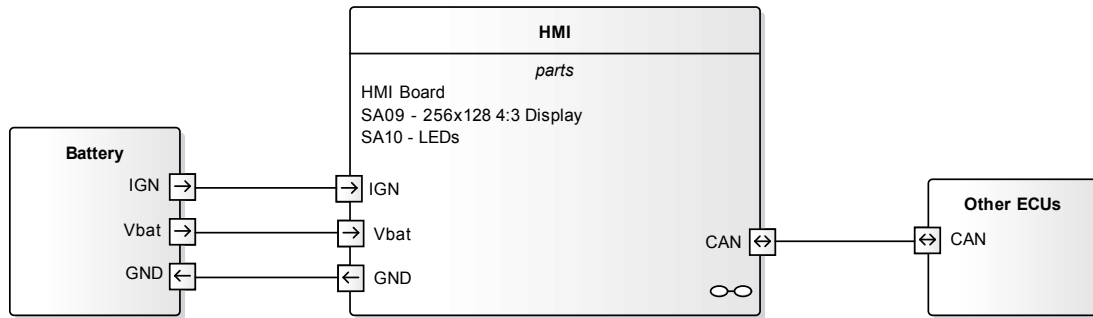 HMI
parts
HMI Board
SA09 - 256x128 4:3 Display
SA10 - LEDs
Battery
IGN
Vbat
GND
IGN
Vbat
GND
CAN
Other ECUs
CAN